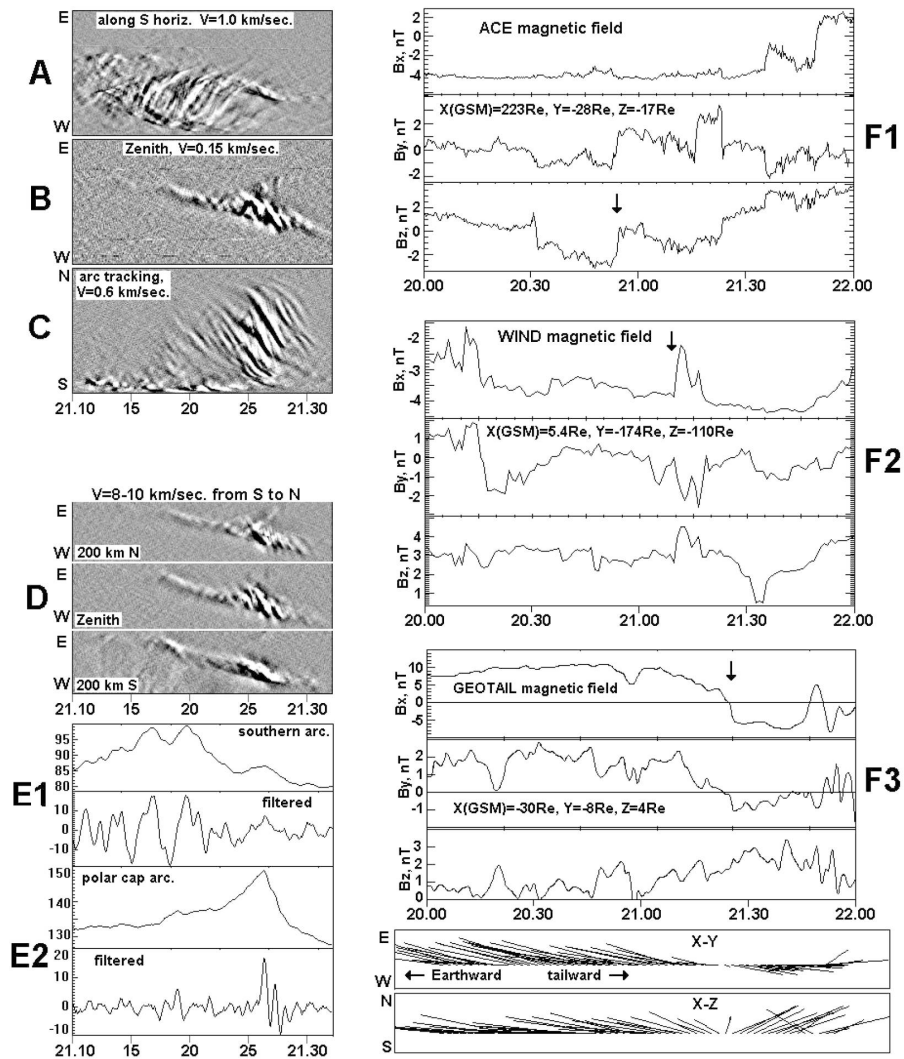 E
along S horiz. V=1.0 km/sec.
A
W
E
Zenith, V=0.15 km/sec.
B
W
N
arc tracking,
V=0.6 km/sec.
C
S
21.10 15 20 25 21.30
V=8-10 km/sec. from S to N
E
W
200 km N
E
D
W
Zenith
E
W
200 km S
21.10 15 20 25 21.30
southern arc.
95
90
85
80
E1
filtered
10
0
-10
150
polar cap arc.
140
130
E2
20
filtered
10
0
-10
21.10 15 20 25 21.30
ACE magnetic field
Bx, nT
2
0
-2
-4
X(GSM)=223Re, Y=-28Re, Z=-17Re
F1
By, nT
2
0
2
Bz, nT
2
0
-2
20.00 20.30 21.00 21.30 22.00
WIND magnetic field
Bx, nT
-2
-3
-4
X(GSM)=5.4Re, Y=-174Re, Z=-110Re
F2
By, nT
1
0
-1
-2
Bz, nT
4
3
2
1
20.00 20.30 21.00 21.30 22.00
GEOTAIL magnetic field
Bx, nT
10
5
0
-5
F3
By, nT
2
1
0
-1
X(GSM)=-30Re, Y=-8Re, Z=4Re
Bz, nT
3
2
1
0
20.00 20.30 21.00 21.30 22.00
E
X-Y
W
Earthward tailward
N
X-Z
S